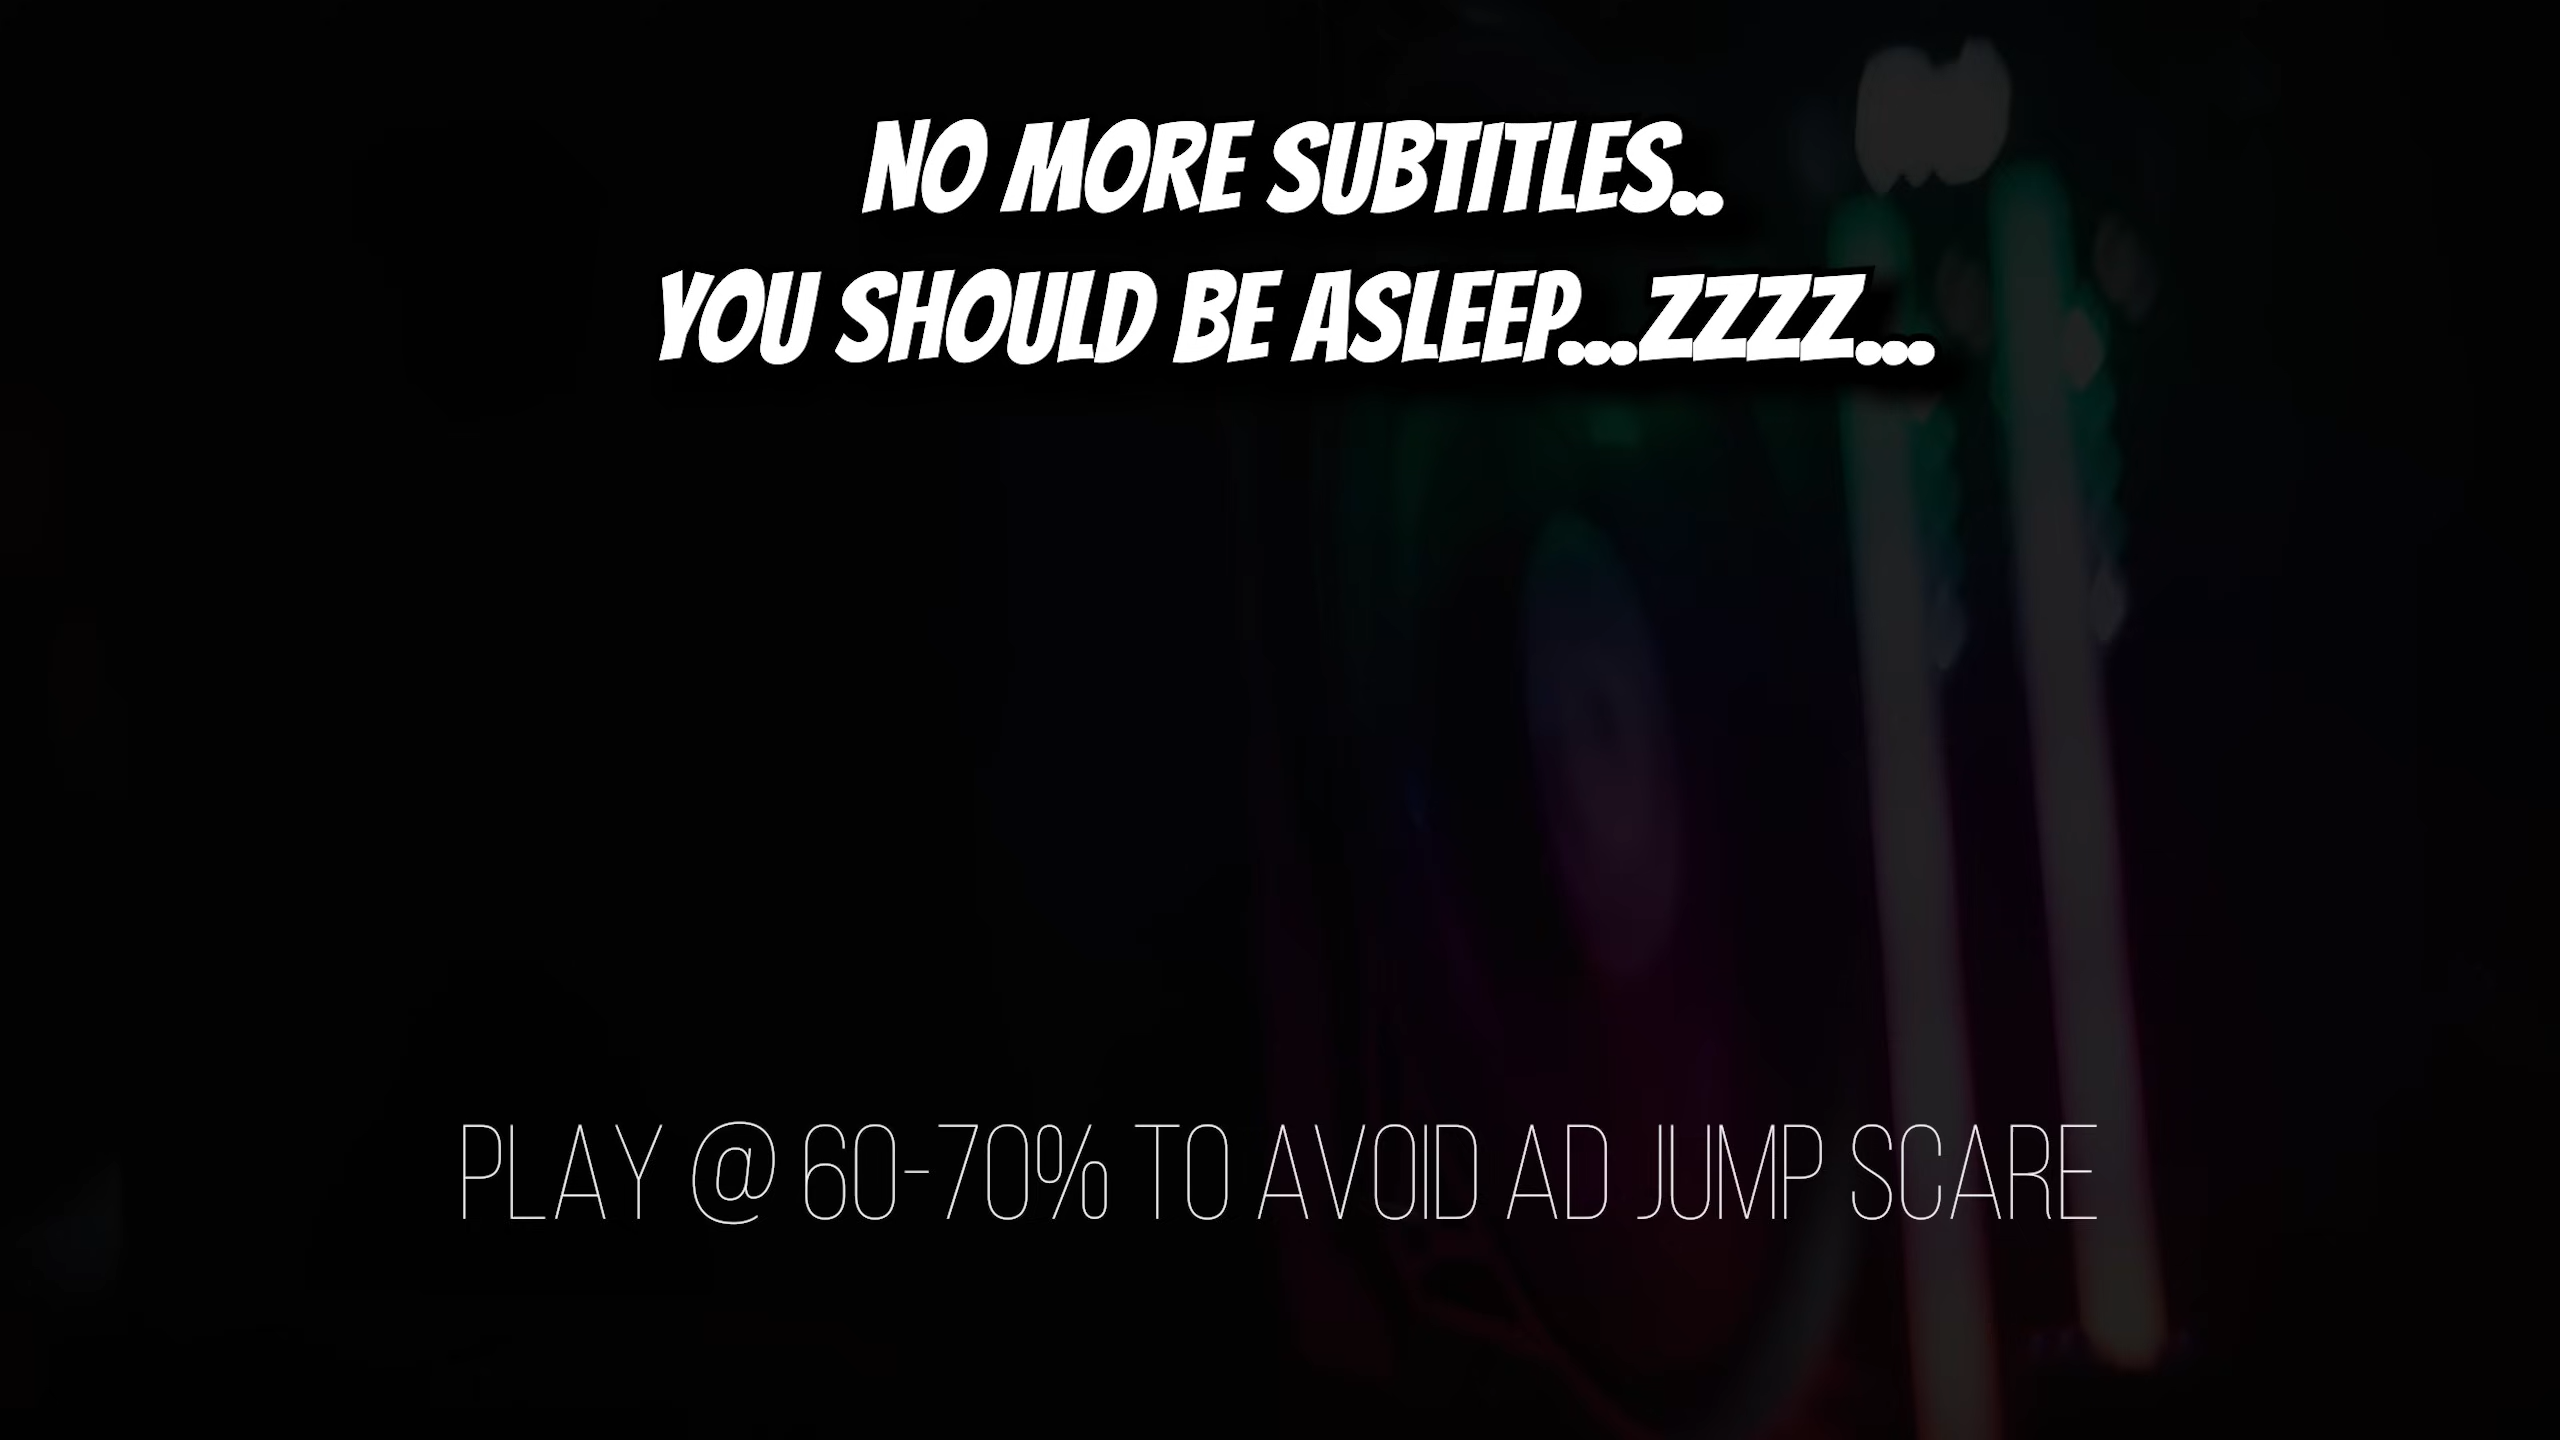 NO MORE SUBTITLES..
YOU SHOULD BE ASLEEP...ZZZZ...
PLAY @ 60-70% TO AVOID AD JUMP SCARE